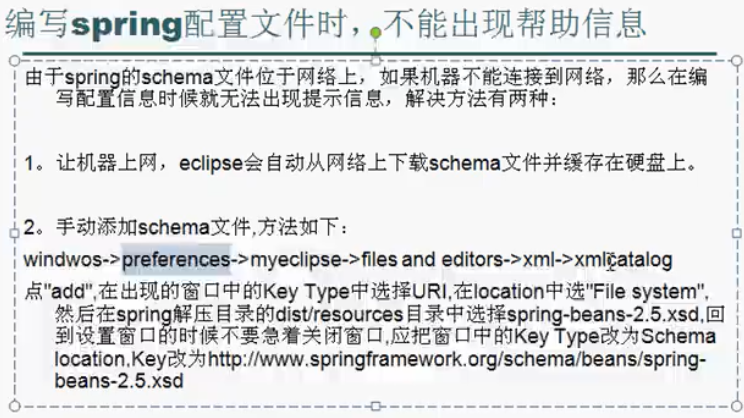 编写spring配置文件时，不能出现帮助信息
由于spring的schema文件位于网络上，如果机器不能连接到网络，那么在编
写配置信息时候就无法出现提示信息，解决方法有两种：
1。让机器上网，eclipse会自动从网络上下载schema文件并缓存在硬盘上。
2。手动添加schema文件,方法如下：
windwos->preferences->myeclipse->files and editors->xml->xmlcatalog
点"add",在出现的窗口中的Key Type中选择URI,在location中选"File system",
然后在spring解压目录的dist/resources目录中选择spring-beans-2.5.xsd,回
到设置窗口的时候不要急着关闭窗口,应把窗口中的Key Type改为Schema
location,Key改为http://www.springframework.org/schema/beans/spring-
beans-2.5.xsd